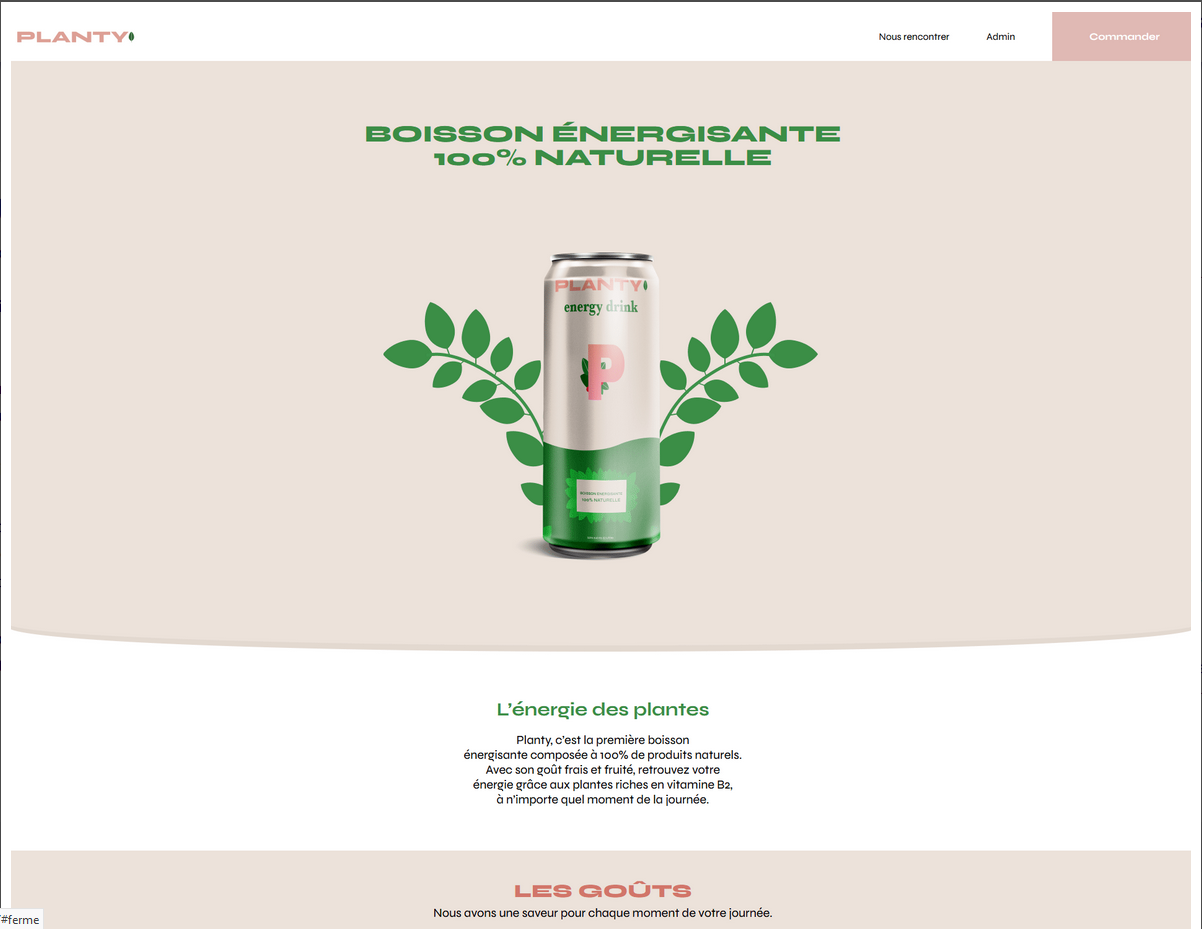 PLANTY
Nous rencontrer
Admin
Commander
BOISSON ÉNERGISANTE
100% NATURELLE
PLANTY
energy drink
P
BOISSON ÉNERGISANTE
100% NATURELLE
L'énergie des plantes
Planty, c'est la première boisson
énergisante composée à 100% de produits naturels.
Avec son goût frais et fruité, retrouvez votre
énergie grâce aux plantes riches en vitamine B2,
à n'importe quel moment de la journée.
LES GOÛTS
Nous avons une saveur pour chaque moment de votre journée.
#ferme